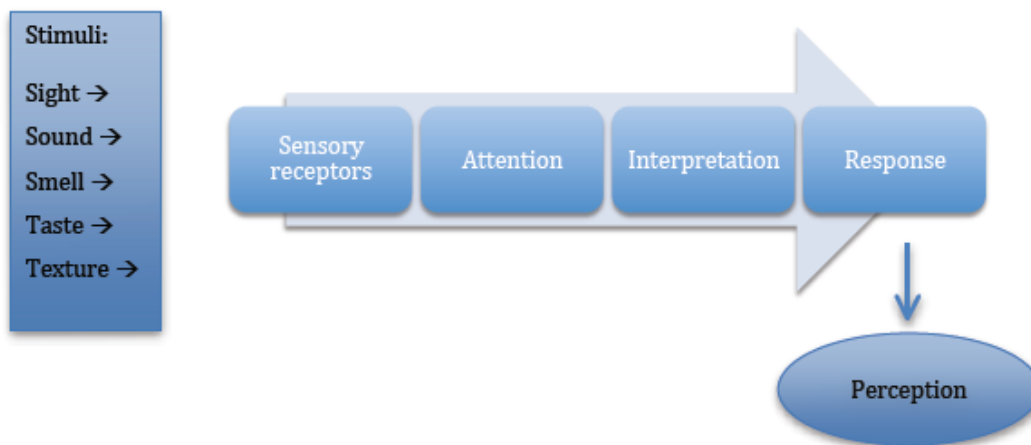 Stimuli:
Sight →
Sound →
Smell →
Taste →
Texture →
Sensory
receptors
Attention
Interpretation
Response
Perception